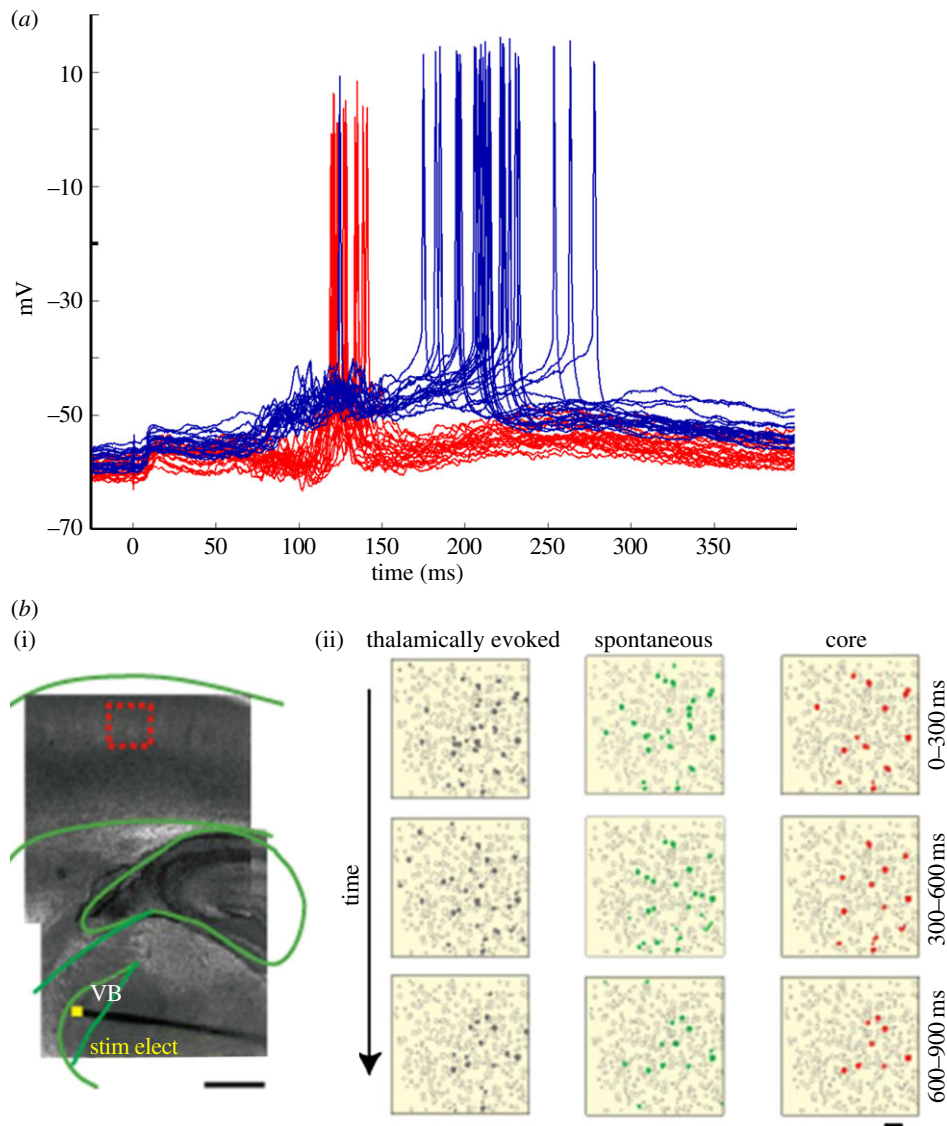 (a)
10
–10
–30
–50
–70
mV
0 50 100 150 200 250 300 350
time (ms)
(b)
(i)
VB
stim elect
(ii)
thalamically evoked spontaneous core
time
0–300 ms
300–600 ms
600–900 ms